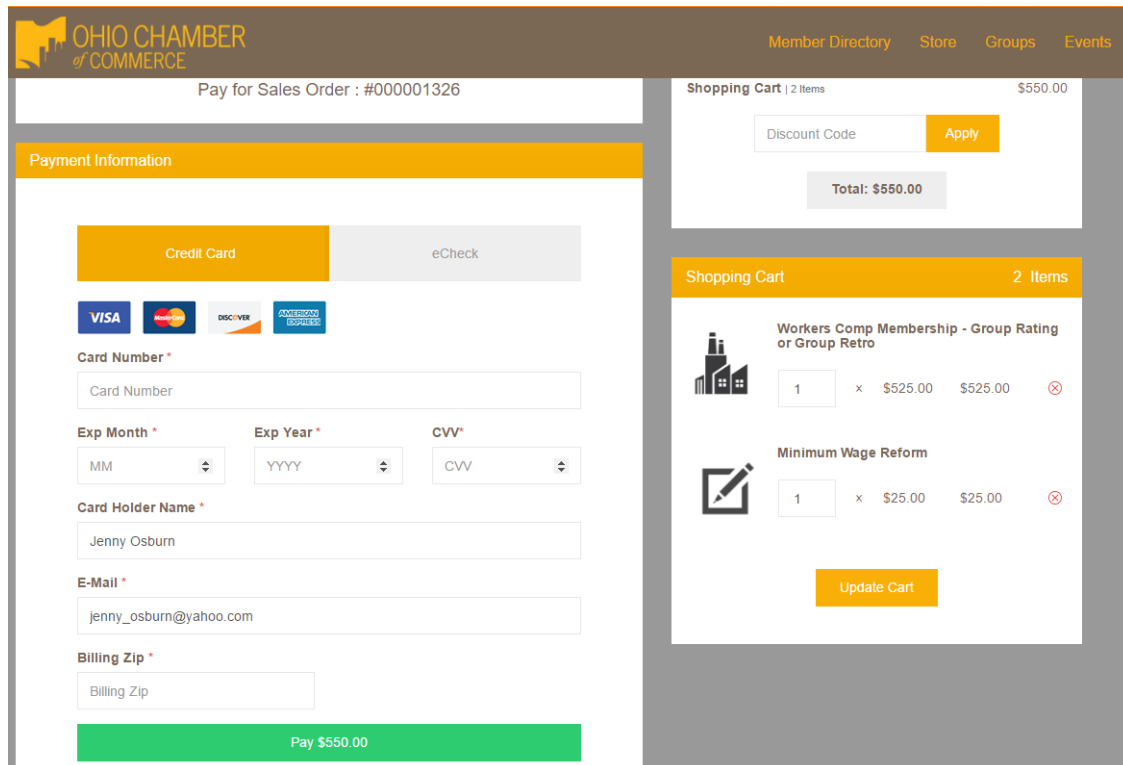 OHIO CHAMBER
of COMMERCE
Member Directory Store Groups Events
Pay for Sales Order : #000001326
Payment Information
Credit Card eCheck
VISA MasterCard DISCOVER AMERICAN EXPRESS
Card Number *
Card Number
Exp Month * Exp Year * CVV*
MM YYYY CVV
Card Holder Name *
Jenny Osburn
E-Mail *
jenny_osburn@yahoo.com
Billing Zip *
Billing Zip
Pay $550.00
Shopping Cart | 2 Items $550.00
Discount Code Apply
Total: $550.00
Shopping Cart 2 Items
Workers Comp Membership - Group Rating
or Group Retro
1 x $525.00 $525.00
Minimum Wage Reform
1 x $25.00 $25.00
Update Cart